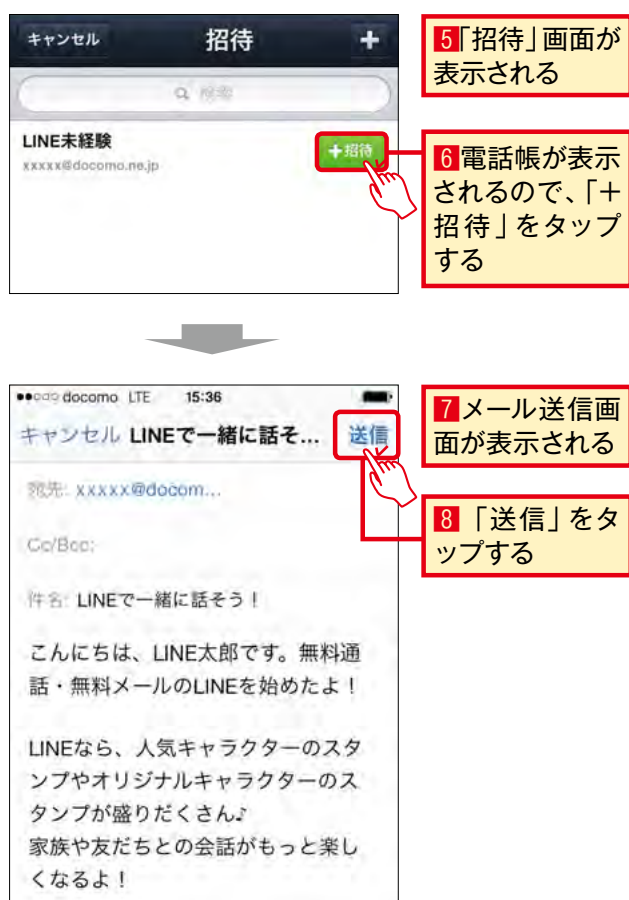 キャンセル 招待 +
検索
LINE未経験
xxxxx@docomo.ne.jp
+招待
5「招待」画面が
表示される
6電話帳が表示
されるので、「+
招待」をタップ
する
docomo LTE 15:36
キャンセル LINEで一緒に話そ... 送信
宛先: xxxxx@docom...
Cc/Bcc:
件名: LINEで一緒に話そう！
こんにちは、LINE太郎です。無料通
話・無料メールのLINEを始めたよ！
LINEなら、人気キャラクターのスタ
ンプやオリジナルキャラクターのス
タンプが盛りだくさん♪
家族や友だちとの会話がもっと楽し
くなるよ！
7メール送信画
面が表示される
8「送信」をタ
ップする